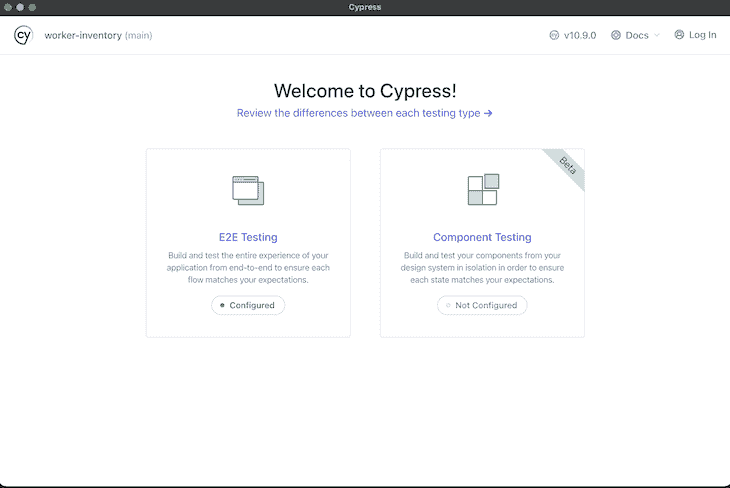 Cypress
cy worker-inventory (main) v10.9.0 Docs Log In
Welcome to Cypress!
Review the differences between each testing type →
Beta
E2E Testing
Build and test the entire experience of your
application from end-to-end to ensure each
flow matches your expectations.
Configured
Component Testing
Build and test your components from your
design system in isolation in order to ensure
each state matches your expectations.
Not Configured